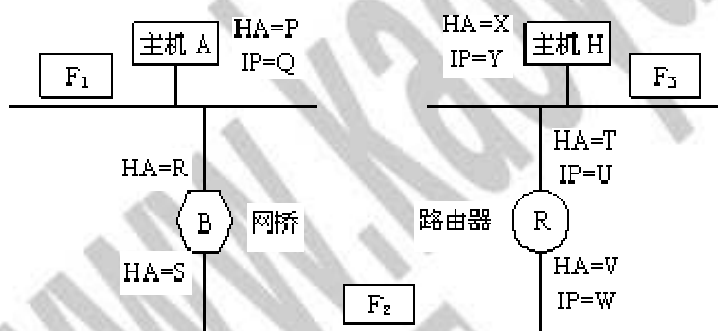 主机 A
HA=P
IP=Q
F₁
HA=X
IP=Y
主机 H
F₃
HA=R
B
网桥
HA=S
HA=T
IP=U
路由器
R
HA=V
IP=W
F₂